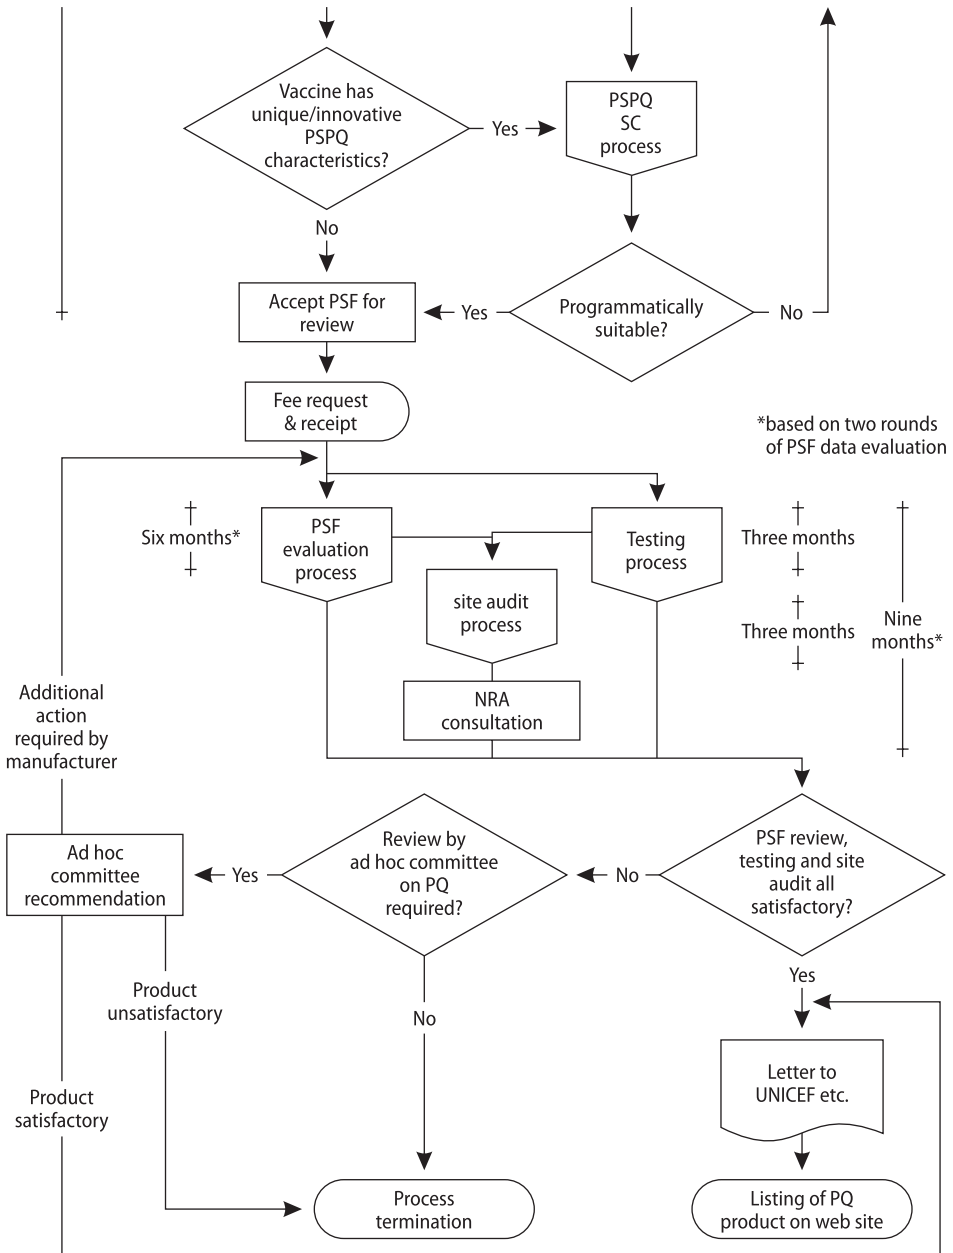 Vaccine has
unique/innovative
PSPQ
characteristics?
Yes
PSPQ
SC
process
No
Accept PSF for
review
Yes
Programmatically
suitable?
No
Fee request
& receipt
*based on two rounds
of PSF data evaluation
Six months*
PSF
evaluation
process
Testing
process
Three months
site audit
process
Three months
Nine
months*
Additional
action
required by
manufacturer
NRA
consultation
Ad hoc
committee
recommendation
Yes
Review by
ad hoc committee
on PQ
required?
No
PSF review,
testing and site
audit all
satisfactory?
Yes
Product
unsatisfactory
No
Letter to
UNICEF etc.
Product
satisfactory
Process
termination
Listing of PQ
product on web site